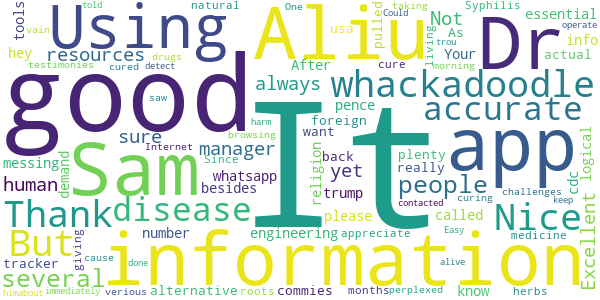 told One natural taking Could operate
vain Using Aliu Dr
tools hey usa pulled Not Syphilis essential
resources As living info
testimonies cured drugs After Your cure actual
detect saw always whackadoodle
good It app
morning trou
messing sure pence foreign accurate
Internet harm want
browsing
Sam manager yet back plenty people logical
human demand Since religion really cdc
whatsapp trump
besides please called challenges keep
Thank disease number curing Nice Excellent
contacted
engineering appreciate Easy medicine
But information
giving cause done several
tracker alternative roots commies months perplexed know herbs
alive
himabout immediately verious